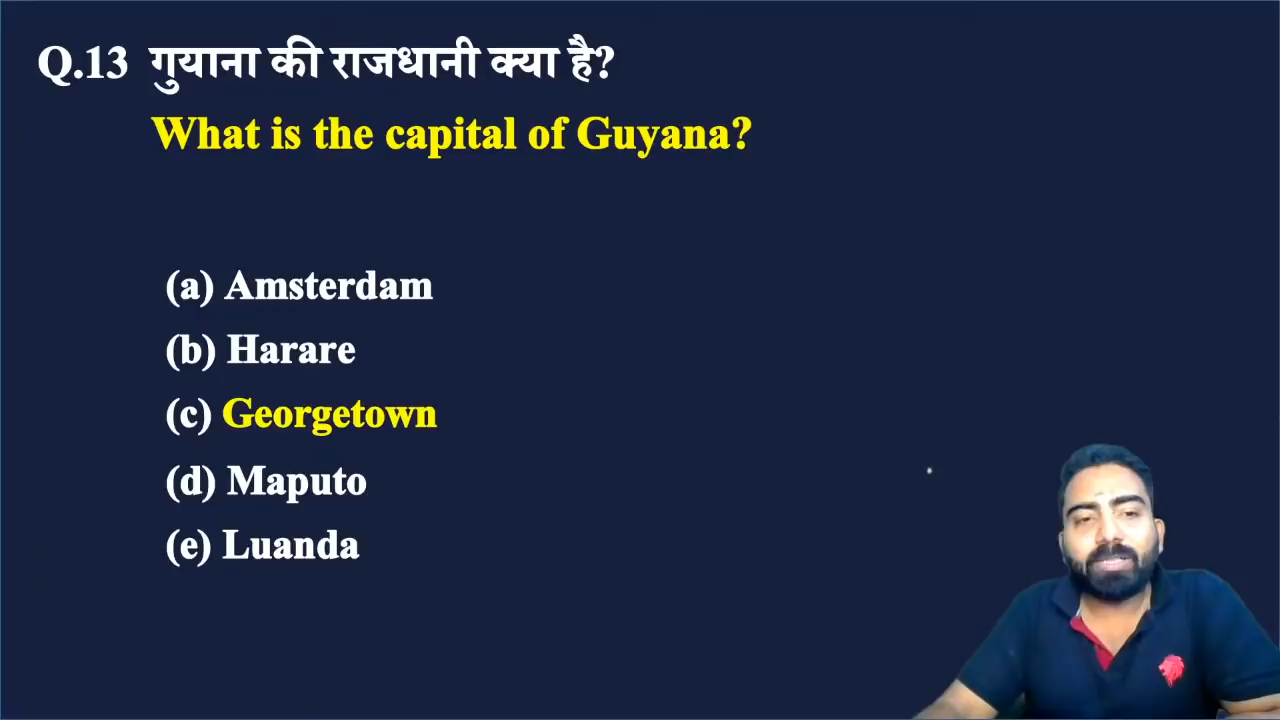 Q.13 गुयाना की राजधानी क्या है?
What is the capital of Guyana?
(a) Amsterdam
(b) Harare
(c) Georgetown
(d) Maputo
(e) Luanda